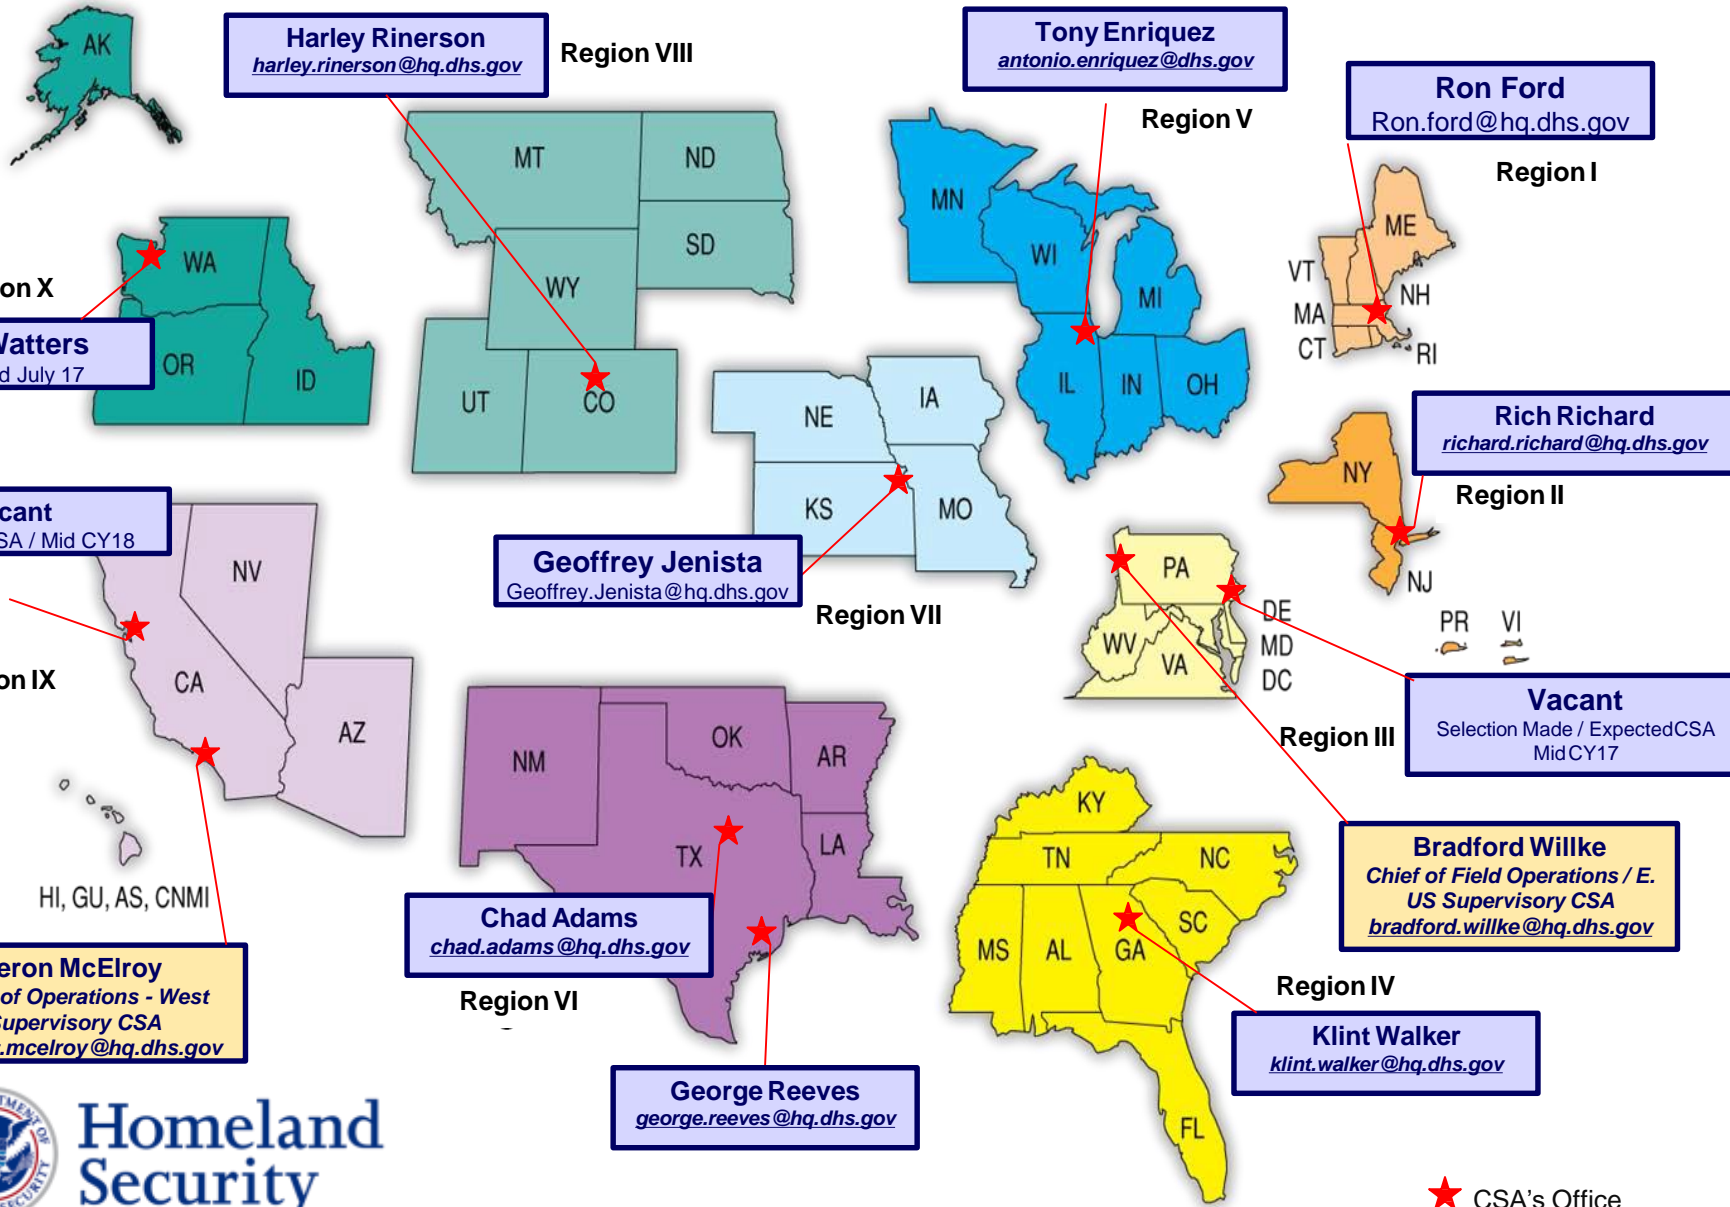 AK
Harley Rinerson
harley.rinerson@hq.dhs.gov
Region VIII
Tony Enriquez
antonio.enriquez@dhs.gov
Region V
Ron Ford
Ron.ford@hq.dhs.gov
Region I
MT
ND
SD
WY
UT
CO
MN
WI
MI
IL
IN
OH
ME
VT
NH
MA
CT
RI
WA
OR
ID
on X
Watters
d July 17
NE
IA
KS
MO
Geoffrey Jenista
Geoffrey.Jenista@hq.dhs.gov
Region VII
Rich Richard
richard.richard@hq.dhs.gov
Region II
NY
NJ
PR
VI
cant
SA / Mid CY18
NV
CA
AZ
on IX
HI, GU, AS, CNMI
PA
WV
VA
DE
MD
DC
Region III
Vacant
Selection Made / Expected CSA
Mid CY17
Bradford Willke
Chief of Field Operations / E.
US Supervisory CSA
bradford.willke@hq.dhs.gov
NM
OK
AR
TX
LA
Chad Adams
chad.adams@hq.dhs.gov
Region VI
George Reeves
george.reeves@hq.dhs.gov
KY
TN
NC
SC
MS
AL
GA
FL
Region IV
Klint Walker
klint.walker@hq.dhs.gov
eron McElroy
of Operations - West
Supervisory CSA
.mcelroy@hq.dhs.gov
Homeland
Security
CSA's Office